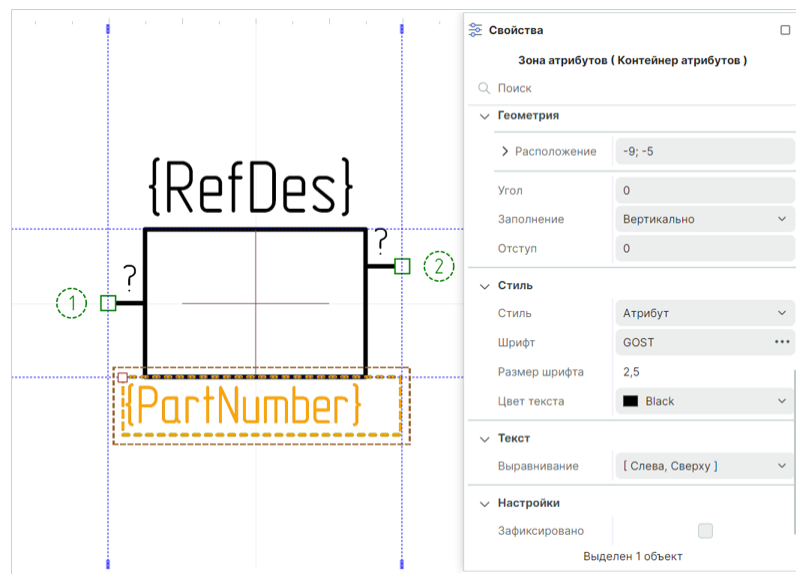 {RefDes}
?
?
1
2
{PartNumber}
Свойства
Зона атрибутов ( Контейнер атрибутов )
Поиск
Геометрия
Расположение -9; -5
Угол 0
Заполнение Вертикально
Отступ 0
Стиль
Стиль Атрибут
Шрифт GOST •••
Размер шрифта 2,5
Цвет текста Black
Текст
Выравнивание [ Слева, Сверху ]
Настройки
Зафиксировано
Выделен 1 объект